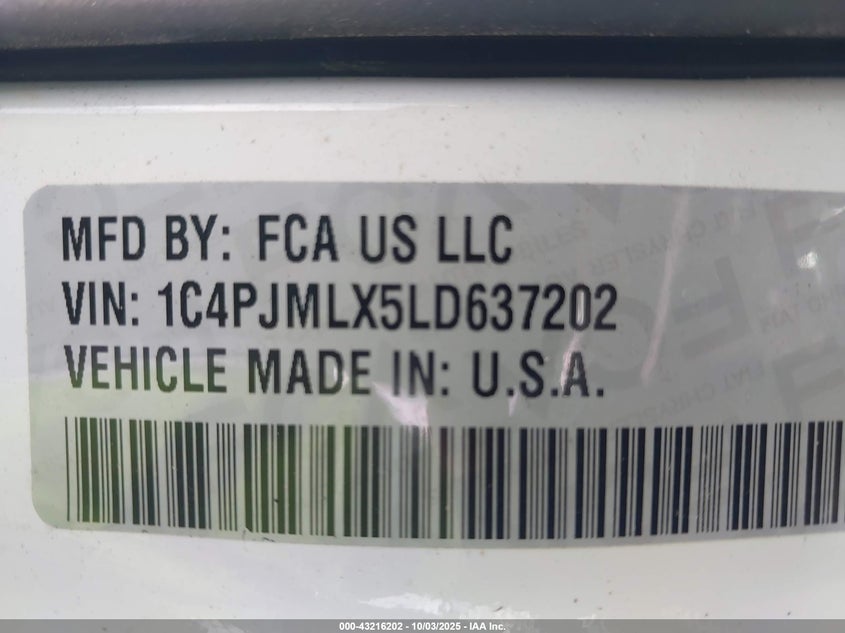 MFD BY: FCA US LLC
VIN: 1C4PJMLX5LD637202
VEHICLE MADE IN: U.S.A.
000-43216202 - 10/03/2025 - IAA Inc.